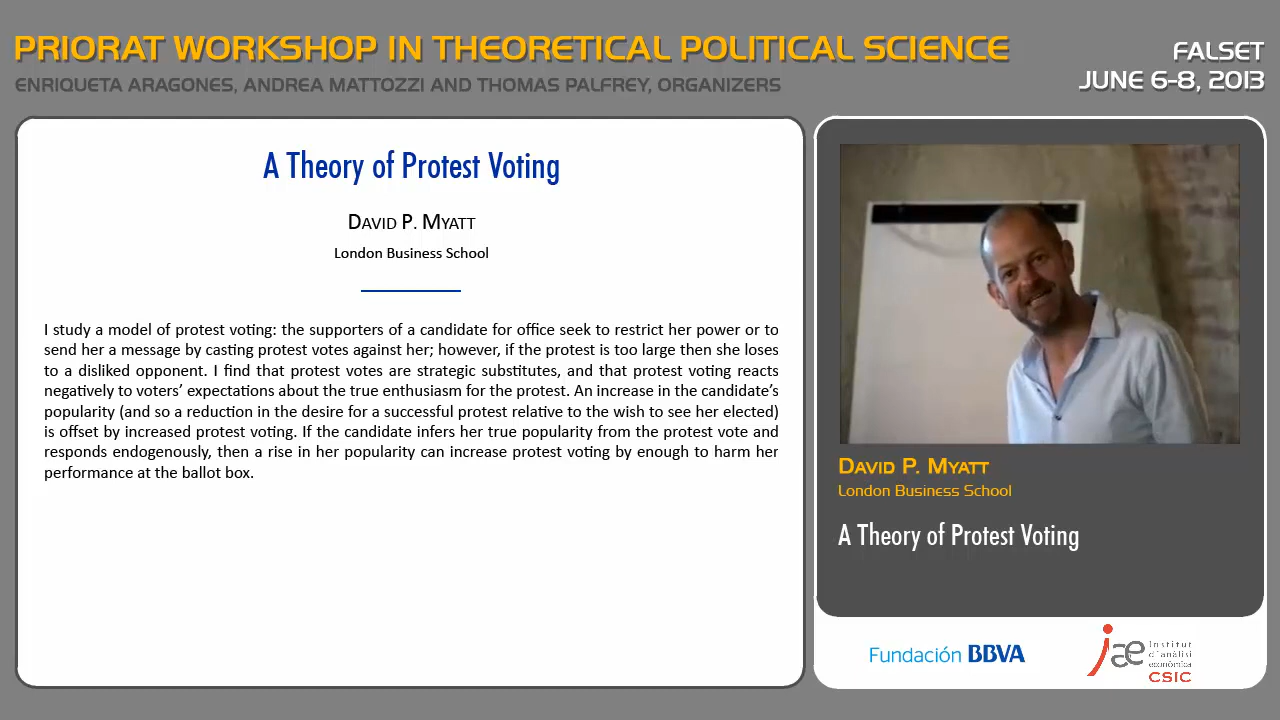 PRIORAT WORKSHOP IN THEORETICAL POLITICAL SCIENCE
ENRIQUETA ARAGONES, ANDREA MATTOZZI AND THOMAS PALFREY, ORGANIZERS
FALSET
JUNE 6-8, 2013
A Theory of Protest Voting
DAVID P. MYATT
London Business School
I study a model of protest voting: the supporters of a candidate for office seek to restrict her power or to
send her a message by casting protest votes against her; however, if the protest is too large then she loses
to a disliked opponent. I find that protest votes are strategic substitutes, and that protest voting reacts
negatively to voters’ expectations about the true enthusiasm for the protest. An increase in the candidate’s
popularity (and so a reduction in the desire for a successful protest relative to the wish to see her elected)
is offset by increased protest voting. If the candidate infers her true popularity from the protest vote and
responds endogenously, then a rise in her popularity can increase protest voting by enough to harm her
performance at the ballot box.
DAVID P. MYATT
London Business School
A Theory of Protest Voting
Fundación BBVA
iae
Institut
d'anàlisi
econòmica
CSIC